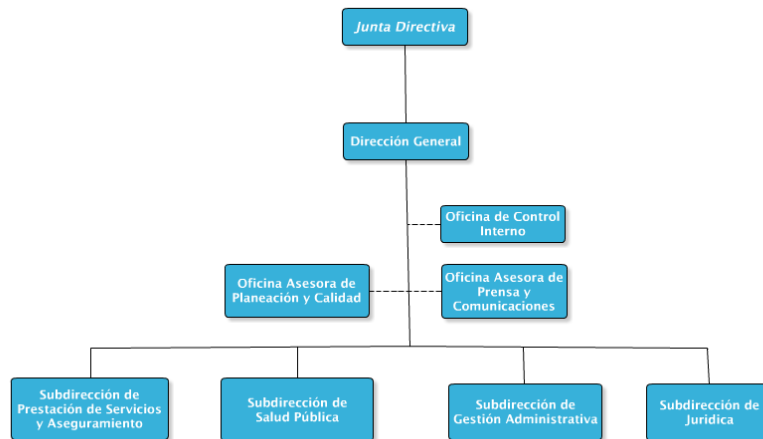 Junta Directiva
Dirección General
Oficina de Control
Interno
Oficina Asesora de
Planeación y Calidad
Oficina Asesora de
Prensa y
Comunicaciones
Subdirección de
Prestación de Servicios
y Aseguramiento
Subdirección de
Salud Pública
Subdirección de
Gestión Administrativa
Subdirección de
Jurídica